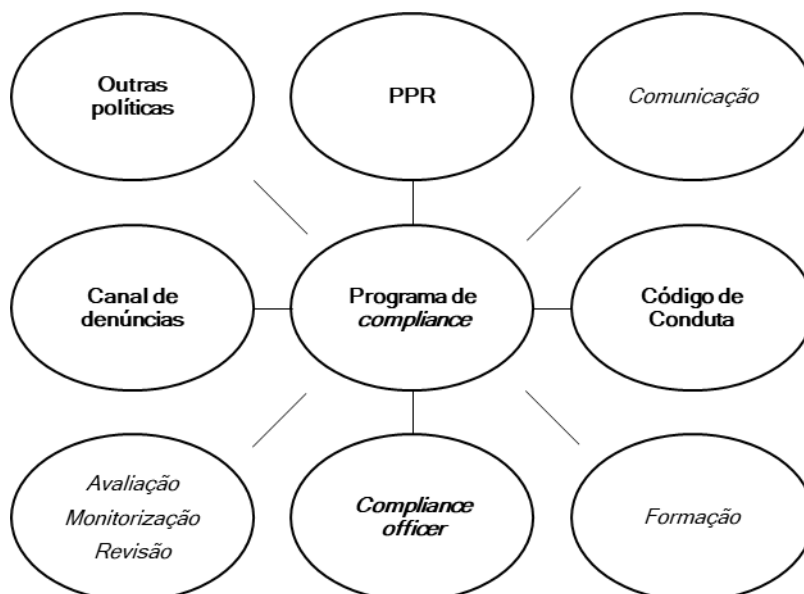 Outras
políticas
PPR
Comunicação
Canal de
denúncias
Programa de
compliance
Código de
Conduta
Avaliação
Monitorização
Revisão
Compliance
officer
Formação